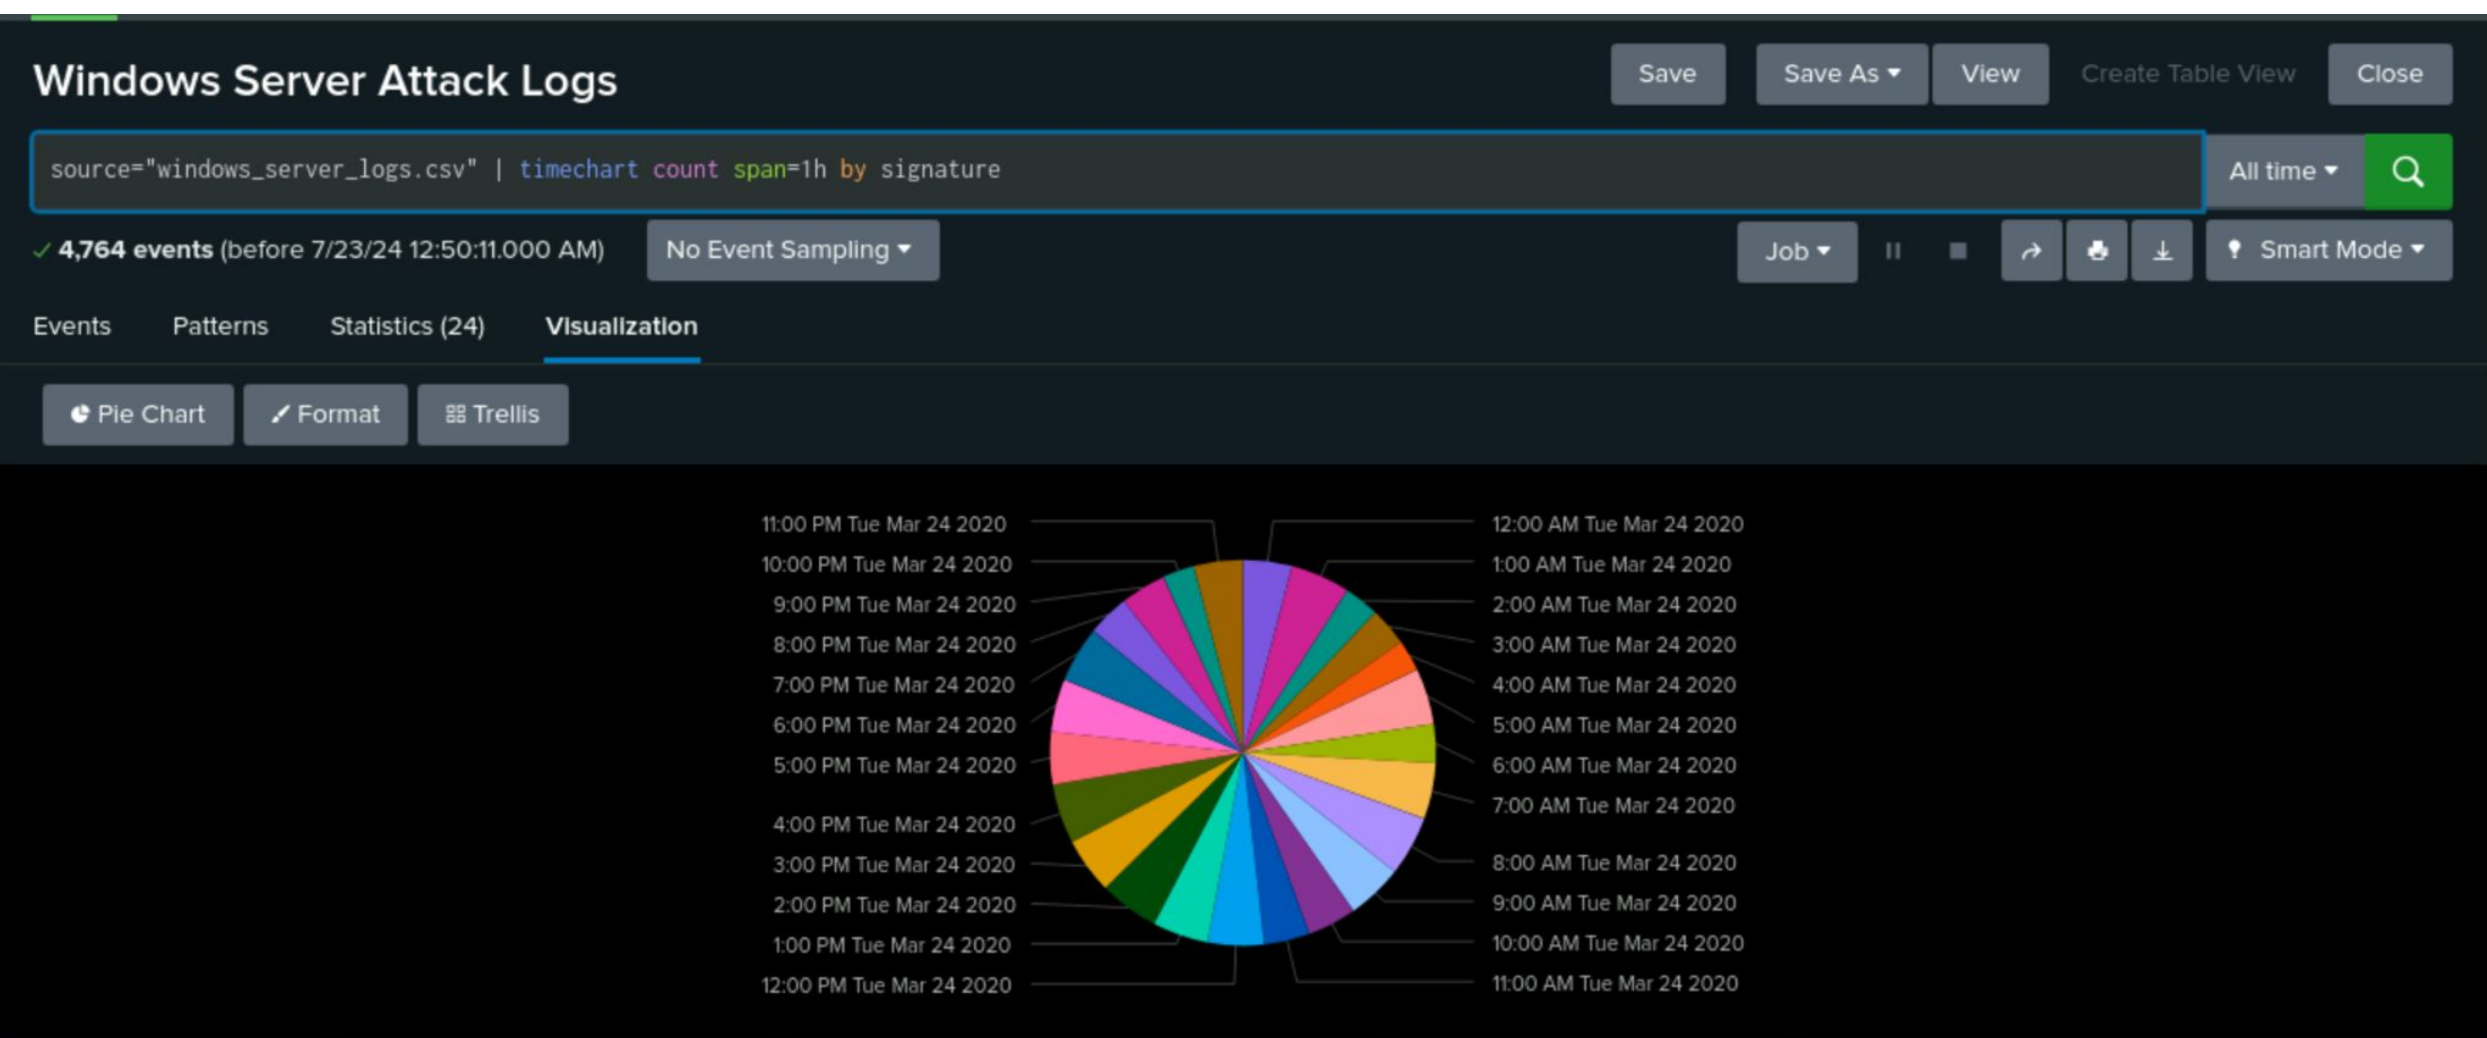 Windows Server Attack Logs
Save
Save As
View
Create Table View
Close
source="windows_server_logs.csv" | timechart count span=1h by signature
All time
4,764 events (before 7/23/24 12:50:11.000 AM)
No Event Sampling
Job
Smart Mode
Events
Patterns
Statistics (24)
Visualization
Pie Chart
Format
Trellis
11:00 PM Tue Mar 24 2020
10:00 PM Tue Mar 24 2020
9:00 PM Tue Mar 24 2020
8:00 PM Tue Mar 24 2020
7:00 PM Tue Mar 24 2020
6:00 PM Tue Mar 24 2020
5:00 PM Tue Mar 24 2020
4:00 PM Tue Mar 24 2020
3:00 PM Tue Mar 24 2020
2:00 PM Tue Mar 24 2020
1:00 PM Tue Mar 24 2020
12:00 PM Tue Mar 24 2020
12:00 AM Tue Mar 24 2020
1:00 AM Tue Mar 24 2020
2:00 AM Tue Mar 24 2020
3:00 AM Tue Mar 24 2020
4:00 AM Tue Mar 24 2020
5:00 AM Tue Mar 24 2020
6:00 AM Tue Mar 24 2020
7:00 AM Tue Mar 24 2020
8:00 AM Tue Mar 24 2020
9:00 AM Tue Mar 24 2020
10:00 AM Tue Mar 24 2020
11:00 AM Tue Mar 24 2020